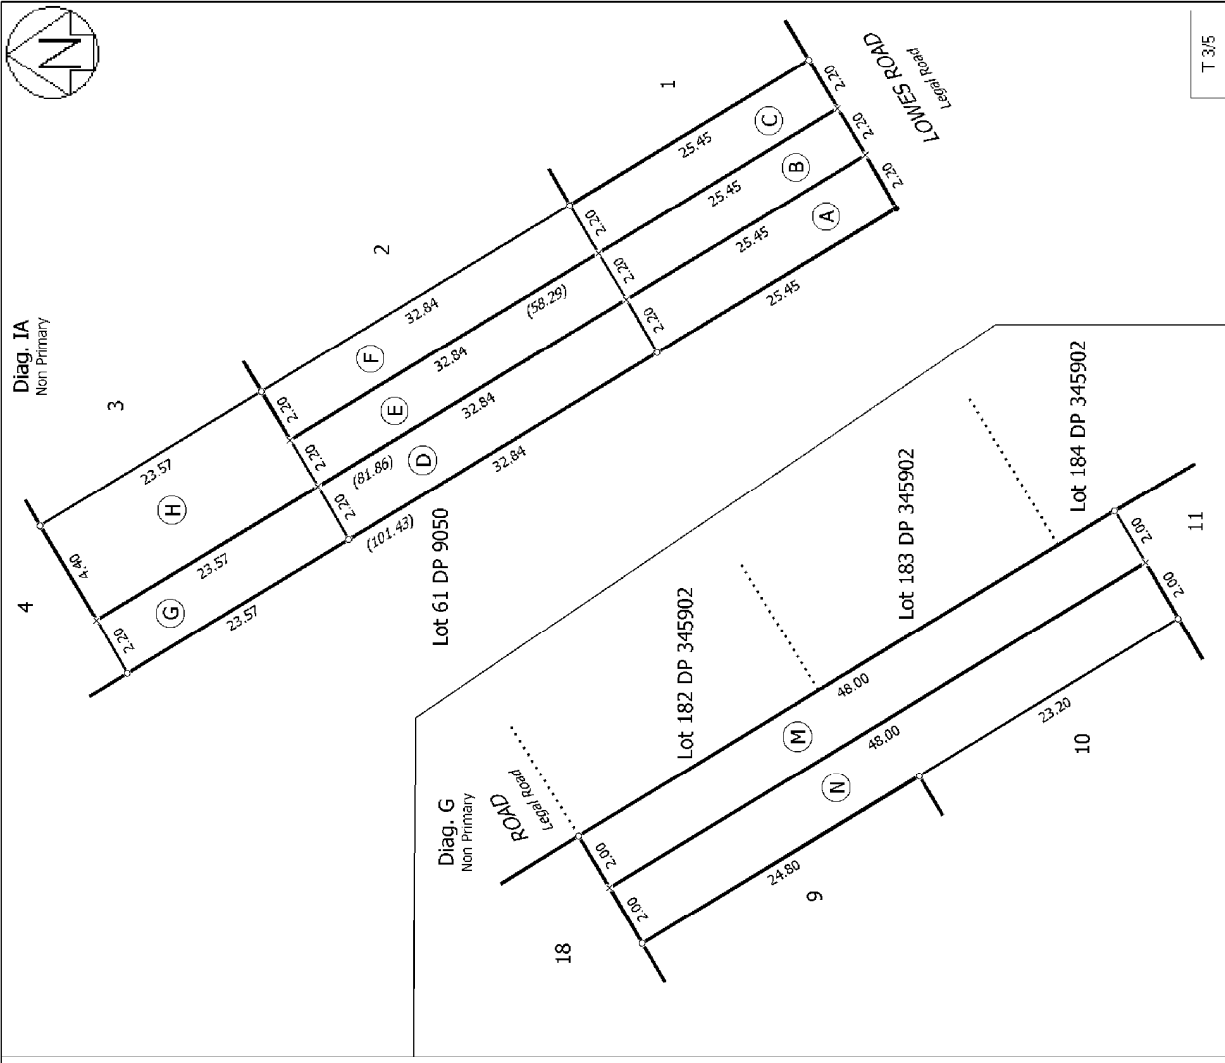 N
T 3/5
Diag. IA
Non Primary
1
2
3
4
LOWES ROAD
Legal Road
2.20
2.20
2.20
C
B
A
25.45
25.45
25.45
25.45
2.20
2.20
2.20
F
E
D
32.84
32.84
32.84
32.84
(58.29)
(81.86)
(101.43)
2.20
2.20
2.20
H
G
23.57
23.57
23.57
4.40
2.20
Lot 61 DP 9050
Diag. G
Non Primary
ROAD
Legal Road
Lot 182 DP 345902
Lot 183 DP 345902
Lot 184 DP 345902
2.00
2.00
M
N
48.00
48.00
24.80
23.20
2.00
2.00
18
9
10
11